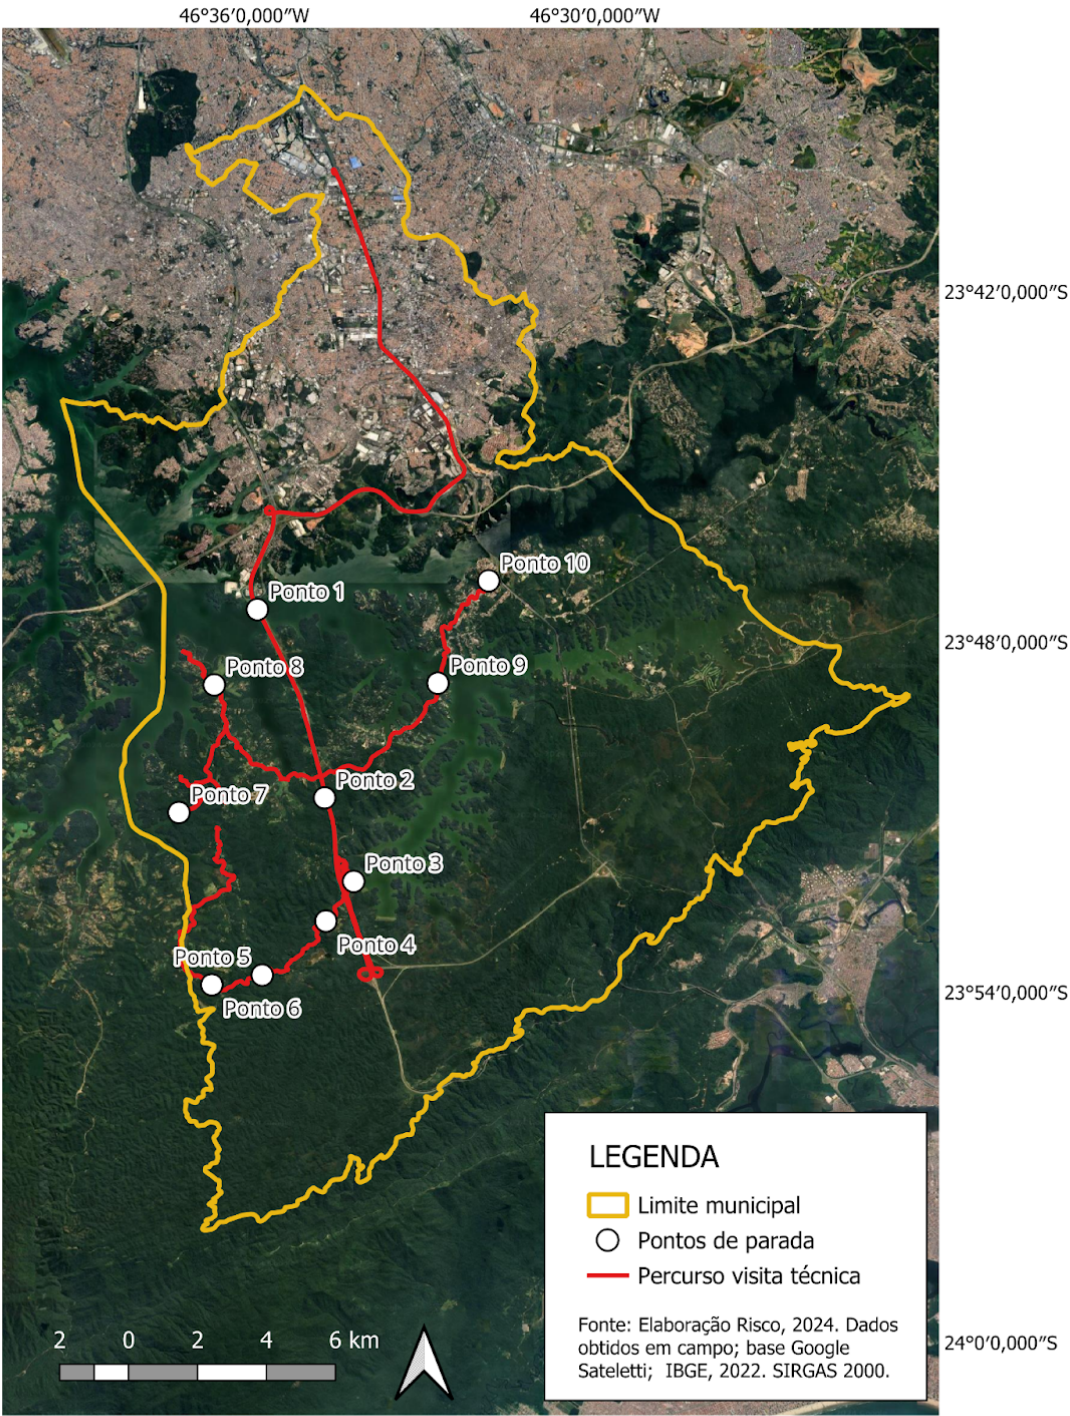 46°36'0,000"W
46°30'0,000"W
23°42'0,000"S
Ponto 10
Ponto 1
23°48'0,000"S
Ponto 8
Ponto 9
Ponto 2
Ponto 7
Ponto 3
Ponto 4
Ponto 5
23°54'0,000"S
Ponto 6
LEGENDA
Limite municipal
Pontos de parada
Percurso visita técnica
Fonte: Elaboração Risco, 2024. Dados
obtidos em campo; base Google
Sateletti; IBGE, 2022. SIRGAS 2000.
2 0 2 4 6 km
24°0'0,000"S